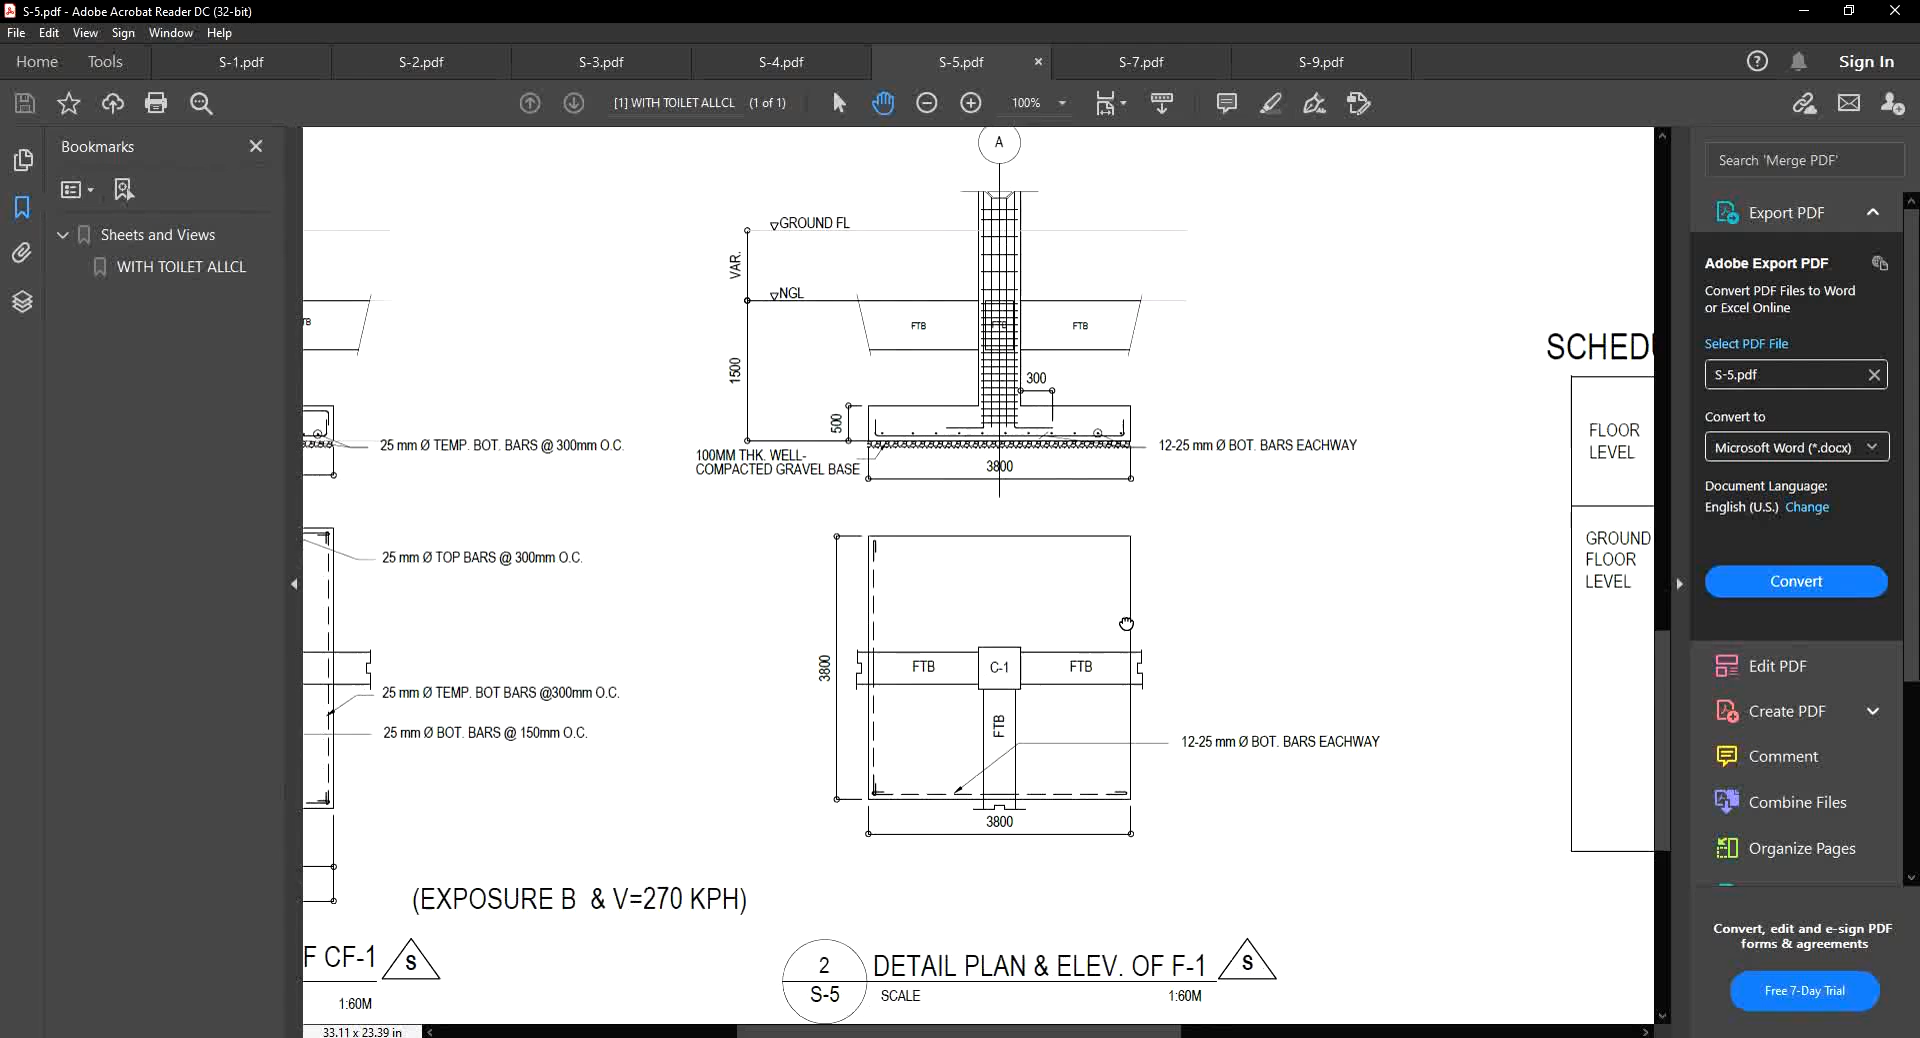 S-5.pdf - Adobe Acrobat Reader DC (32-bit)
File Edit View Sign Window Help
Home Tools S-1.pdf S-2.pdf S-3.pdf S-4.pdf S-5.pdf S-7.pdf S-9.pdf Sign In
[1] WITH TOILET ALLCL (1 of 1) 100%
Bookmarks
Sheets and Views
WITH TOILET ALLCL
A
GROUND FL
VAR.
NGL
FTB
FTB
FTB
1500
300
500
25 mm Ø TEMP. BOT. BARS @ 300mm O.C.
12-25 mm Ø BOT. BARS EACHWAY
100MM THK. WELL-
COMPACTED GRAVEL BASE
3800
25 mm Ø TOP BARS @ 300mm O.C.
25 mm Ø TEMP. BOT BARS @300mm O.C.
25 mm Ø BOT. BARS @ 150mm O.C.
3800
FTB
C-1
FTB
FTB
12-25 mm Ø BOT. BARS EACHWAY
3800
(EXPOSURE B & V=270 KPH)
F CF-1
S
1:60M
2
S-5
DETAIL PLAN & ELEV. OF F-1
S
SCALE
1:60M
SCHEDU
FLOOR
LEVEL
GROUND
FLOOR
LEVEL
33.11 x 23.39 in
Search 'Merge PDF'
Export PDF
Adobe Export PDF
Convert PDF Files to Word
or Excel Online
Select PDF File
S-5.pdf
Convert to
Microsoft Word (*.docx)
Document Language:
English (U.S.) Change
Convert
Edit PDF
Create PDF
Comment
Combine Files
Organize Pages
Convert, edit and e-sign PDF
forms & agreements
Free 7-Day Trial